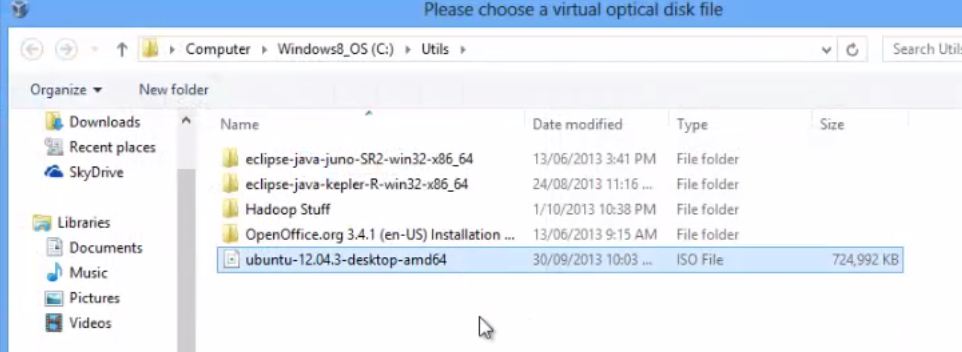 Please choose a virtual optical disk file
Computer Windows8_OS (C:) Utils Search Utils
Organize New folder
Downloads
Recent places
SkyDrive
Libraries
Documents
Music
Pictures
Videos
Name Date modified Type Size
eclipse-java-juno-SR2-win32-x86_64 13/06/2013 3:41 PM File folder
eclipse-java-kepler-R-win32-x86_64 24/08/2013 11:16 ... File folder
Hadoop Stuff 1/10/2013 10:38 PM File folder
OpenOffice.org 3.4.1 (en-US) Installation ... 13/06/2013 9:15 AM File folder
ubuntu-12.04.3-desktop-amd64 30/09/2013 10:03 ... ISO File 724,992 KB